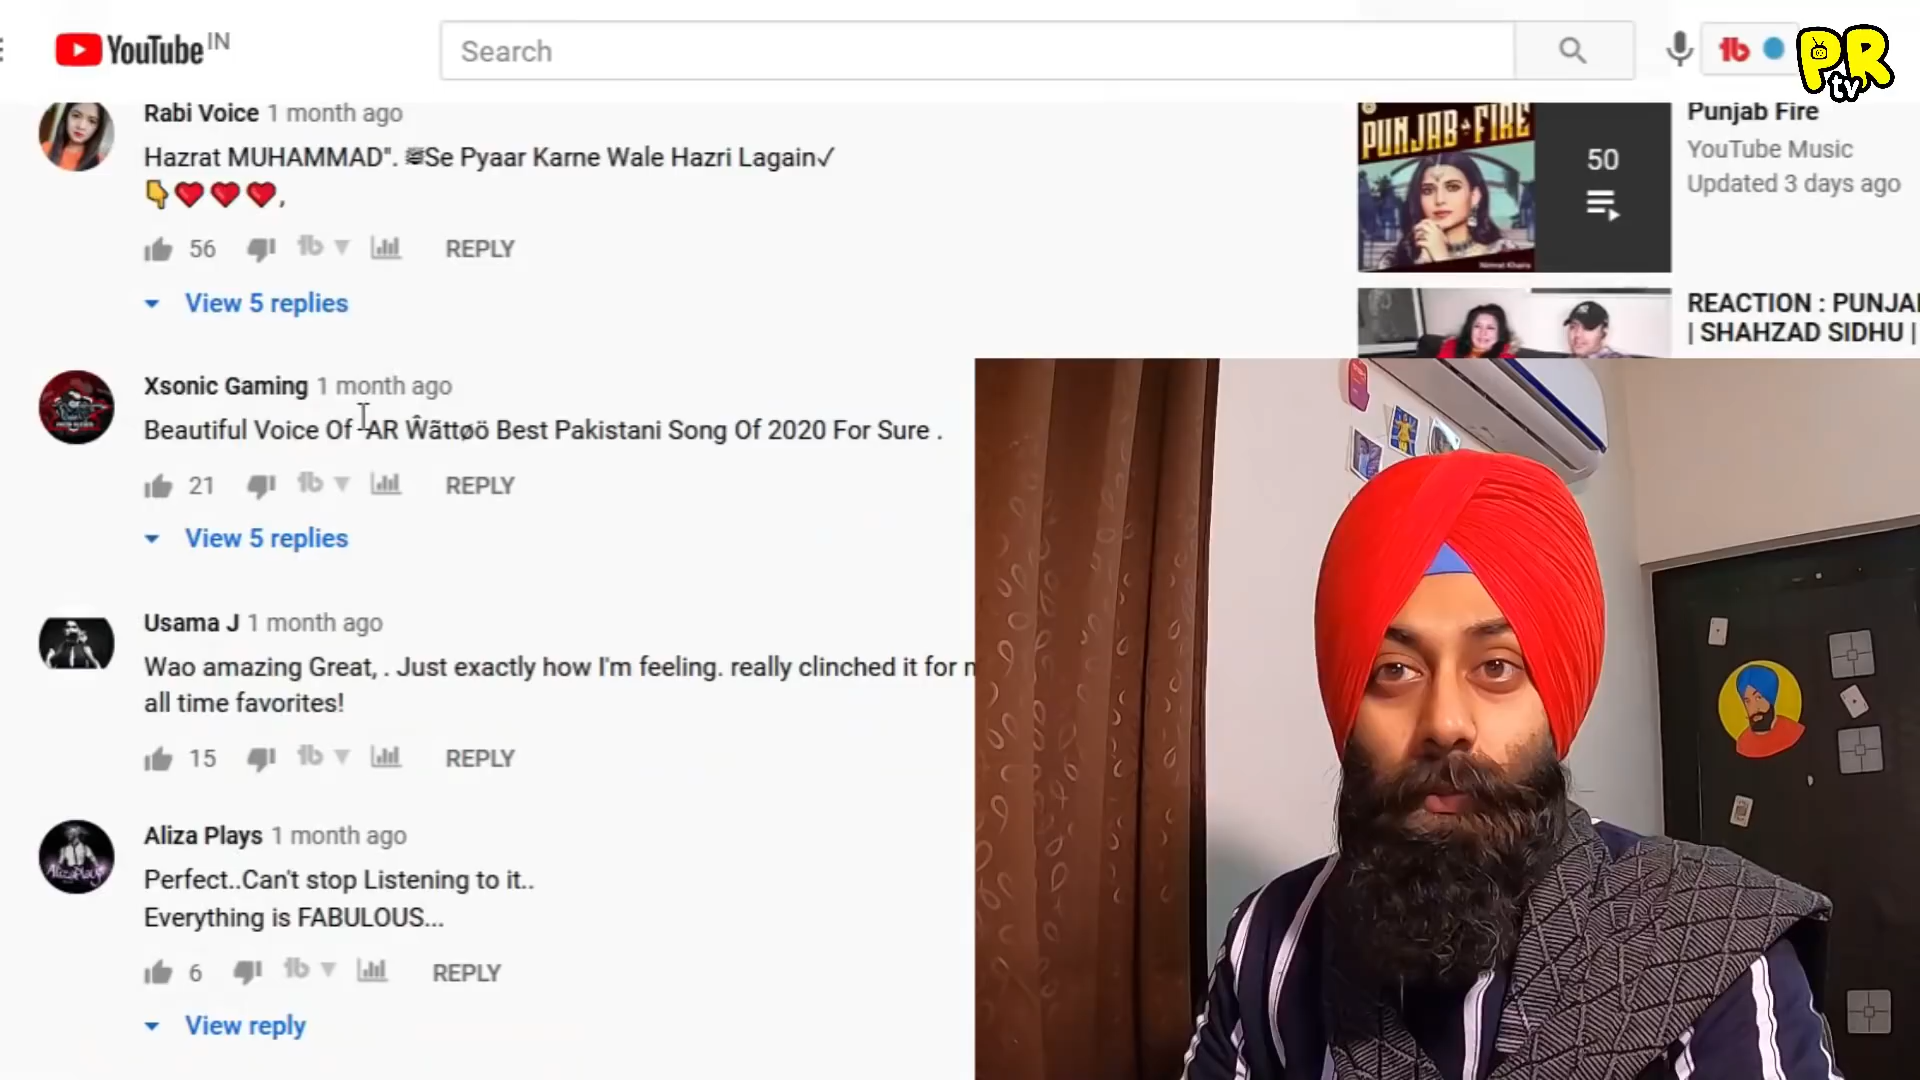 YouTube IN
Search
PR
tv
Rabi Voice 1 month ago
Hazrat MUHAMMAD". Se Pyaar Karne Wale Hazri Lagain✓
👇❤️❤️❤️,
56
REPLY
View 5 replies
Xsonic Gaming 1 month ago
Beautiful Voice Of AR Ŵãttøö Best Pakistani Song Of 2020 For Sure .
21
REPLY
View 5 replies
Usama J 1 month ago
Wao amazing Great, . Just exactly how I'm feeling. really clinched it for
all time favorites!
15
REPLY
Aliza Plays 1 month ago
Perfect..Can't stop Listening to it..
Everything is FABULOUS...
6
REPLY
View reply
PUNJAB FIRE
50
Punjab Fire
YouTube Music
Updated 3 days ago
REACTION : PUNJA
| SHAHZAD SIDHU |